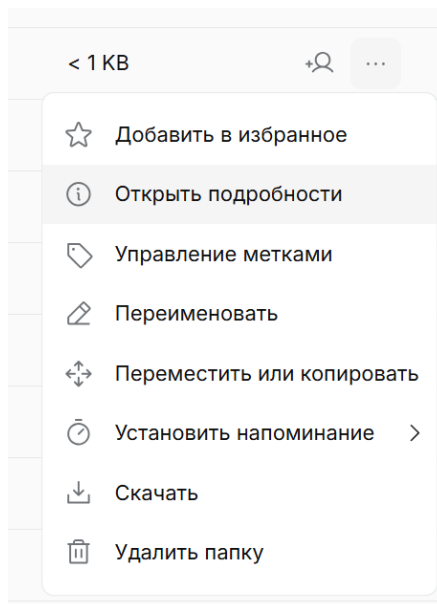 < 1 KB
Добавить в избранное
Открыть подробности
Управление метками
Переименовать
Переместить или копировать
Установить напоминание
Скачать
Удалить папку